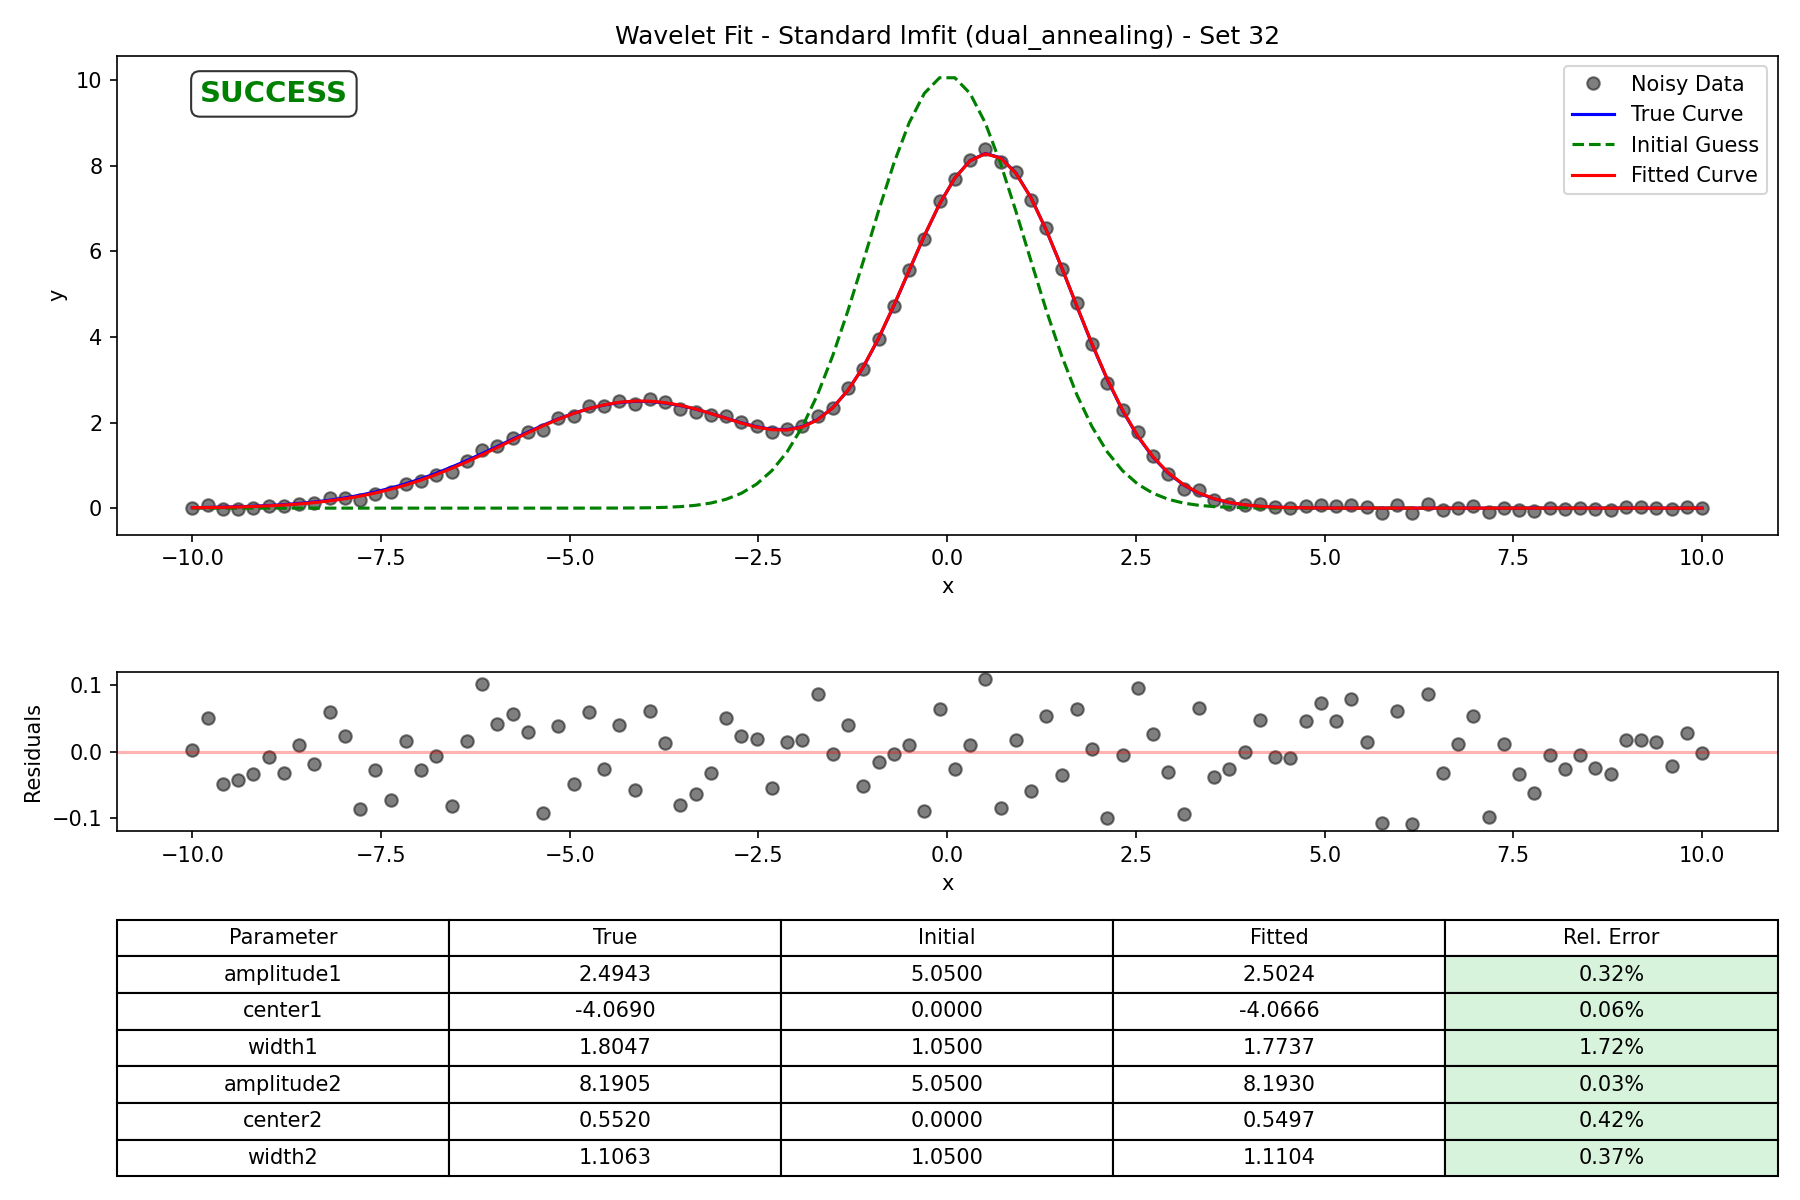 Wavelet Fit - Standard lmfit (dual_annealing) - Set 32
SUCCESS
Noisy Data
True Curve
Initial Guess
Fitted Curve
10
8
6
4
2
0
y
−10.0 −7.5 −5.0 −2.5 0.0 2.5 5.0 7.5 10.0
x
0.1
0.0
−0.1
Residuals
−10.0 −7.5 −5.0 −2.5 0.0 2.5 5.0 7.5 10.0
x
Parameter True Initial Fitted Rel. Error
amplitude1 2.4943 5.0500 2.5024 0.32%
center1 -4.0690 0.0000 -4.0666 0.06%
width1 1.8047 1.0500 1.7737 1.72%
amplitude2 8.1905 5.0500 8.1930 0.03%
center2 0.5520 0.0000 0.5497 0.42%
width2 1.1063 1.0500 1.1104 0.37%